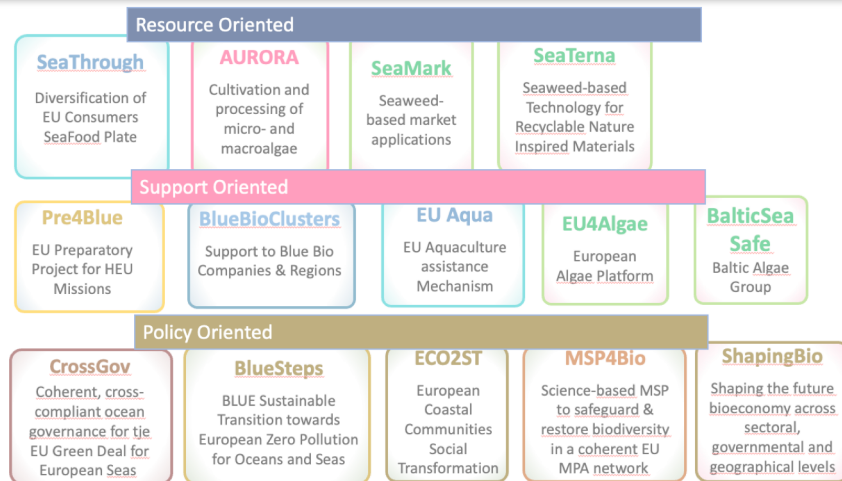 Resource Oriented
SeaThrough
Diversification of
EU Consumers
SeaFood Plate
AURORA
Cultivation and
processing of
micro- and
macroalgae
SeaMark
Seaweed-
based market
applications
SeaTerna
Seaweed-based
Technology for
Recyclable Nature
Inspired Materials
Support Oriented
Pre4Blue
EU Preparatory
Project for HEU
Missions
BlueBioClusters
Support to Blue Bio
Companies & Regions
EU Aqua
EU Aquaculture
assistance
Mechanism
EU4Algae
European
Algae Platform
BalticSea
Safe
Baltic Algae
Group
Policy Oriented
CrossGov
Coherent, cross-
compliant ocean
governance for tje
EU Green Deal for
European Seas
BlueSteps
BLUE Sustainable
Transition towards
European Zero Pollution
for Oceans and Seas
ECO2ST
European
Coastal
Communities
Social
Transformation
MSP4Bio
Science-based MSP
to safeguard &
restore biodiversity
in a coherent EU
MPA network
ShapingBio
Shaping the future
bioeconomy across
sectoral,
governmental and
geographical levels